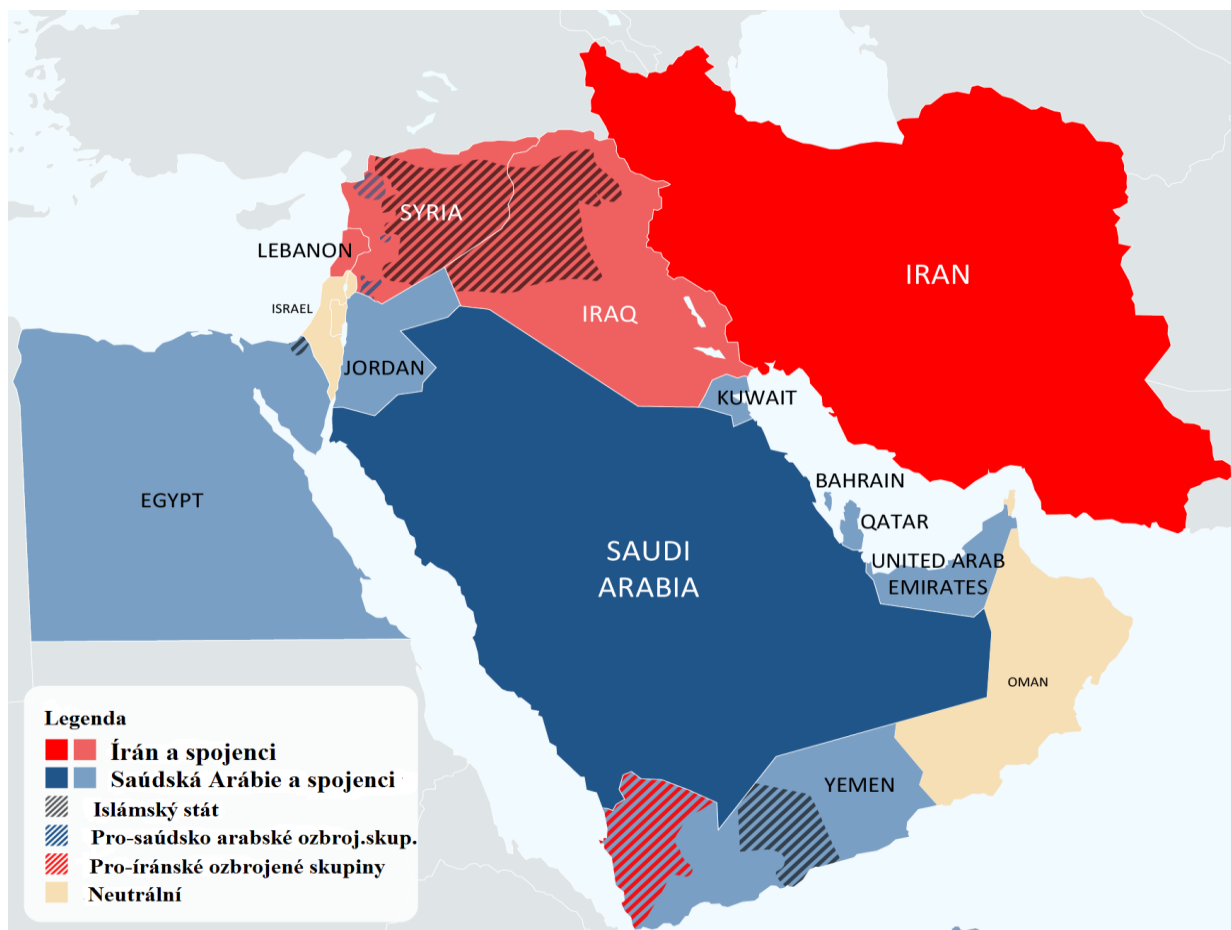 SYRIA
LEBANON
IRAN
ISRAEL
IRAQ
JORDAN
KUWAIT
BAHRAIN
EGYPT
QATAR
SAUDI
ARABIA
UNITED ARAB
EMIRATES
OMAN
YEMEN
Legenda
Írán a spojenci
Saúdská Arábie a spojenci
Islámský stát
Pro-saúdsko arabské ozbroj.skup.
Pro-íránské ozbrojené skupiny
Neutrální